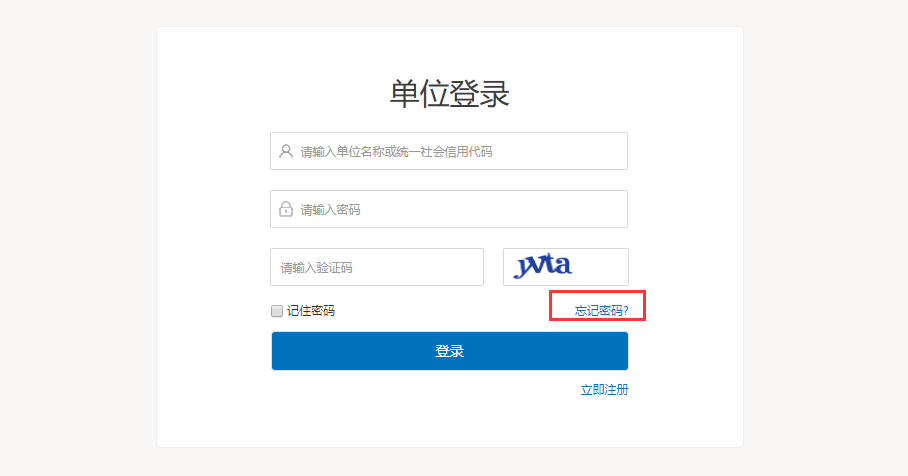 单位登录
请输入单位名称或统一社会信用代码
请输入密码
请输入验证码
yvta
记住密码
忘记密码?
登录
立即注册